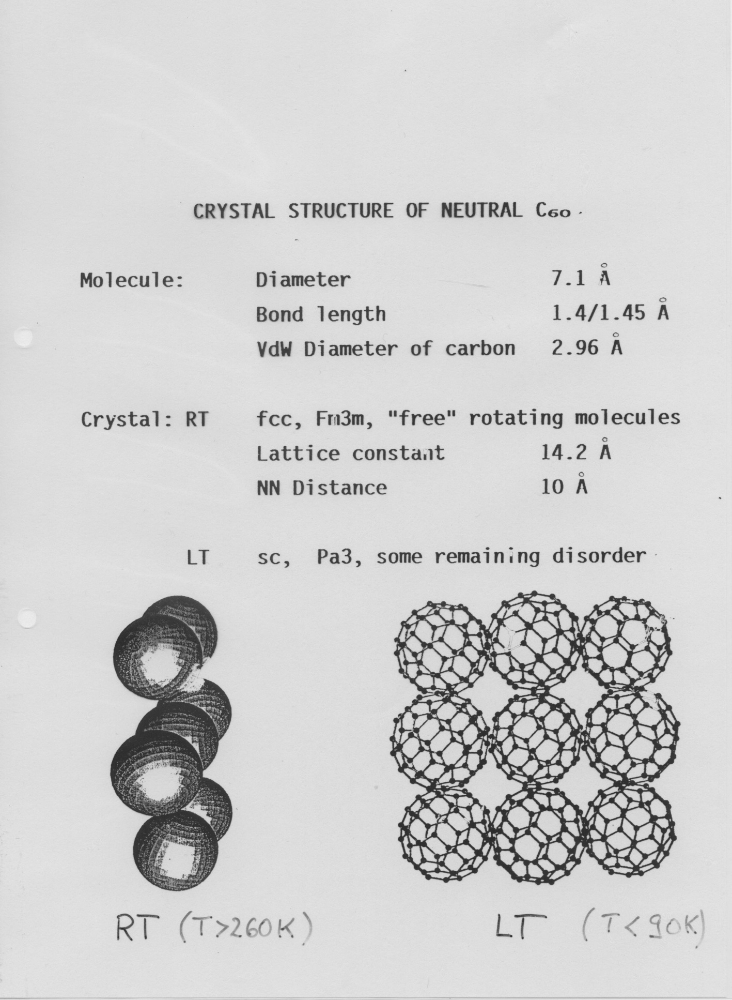 CRYSTAL STRUCTURE OF NEUTRAL C₆₀
Molecule: Diameter 7.1 Å
Bond length 1.4/1.45 Å
VdW Diameter of carbon 2.96 Å
Crystal: RT fcc, Fm3m, "free" rotating molecules
Lattice constant 14.2 Å
NN Distance 10 Å
LT sc, Pa3, some remaining disorder
RT (T>260K) LT (T<90K)